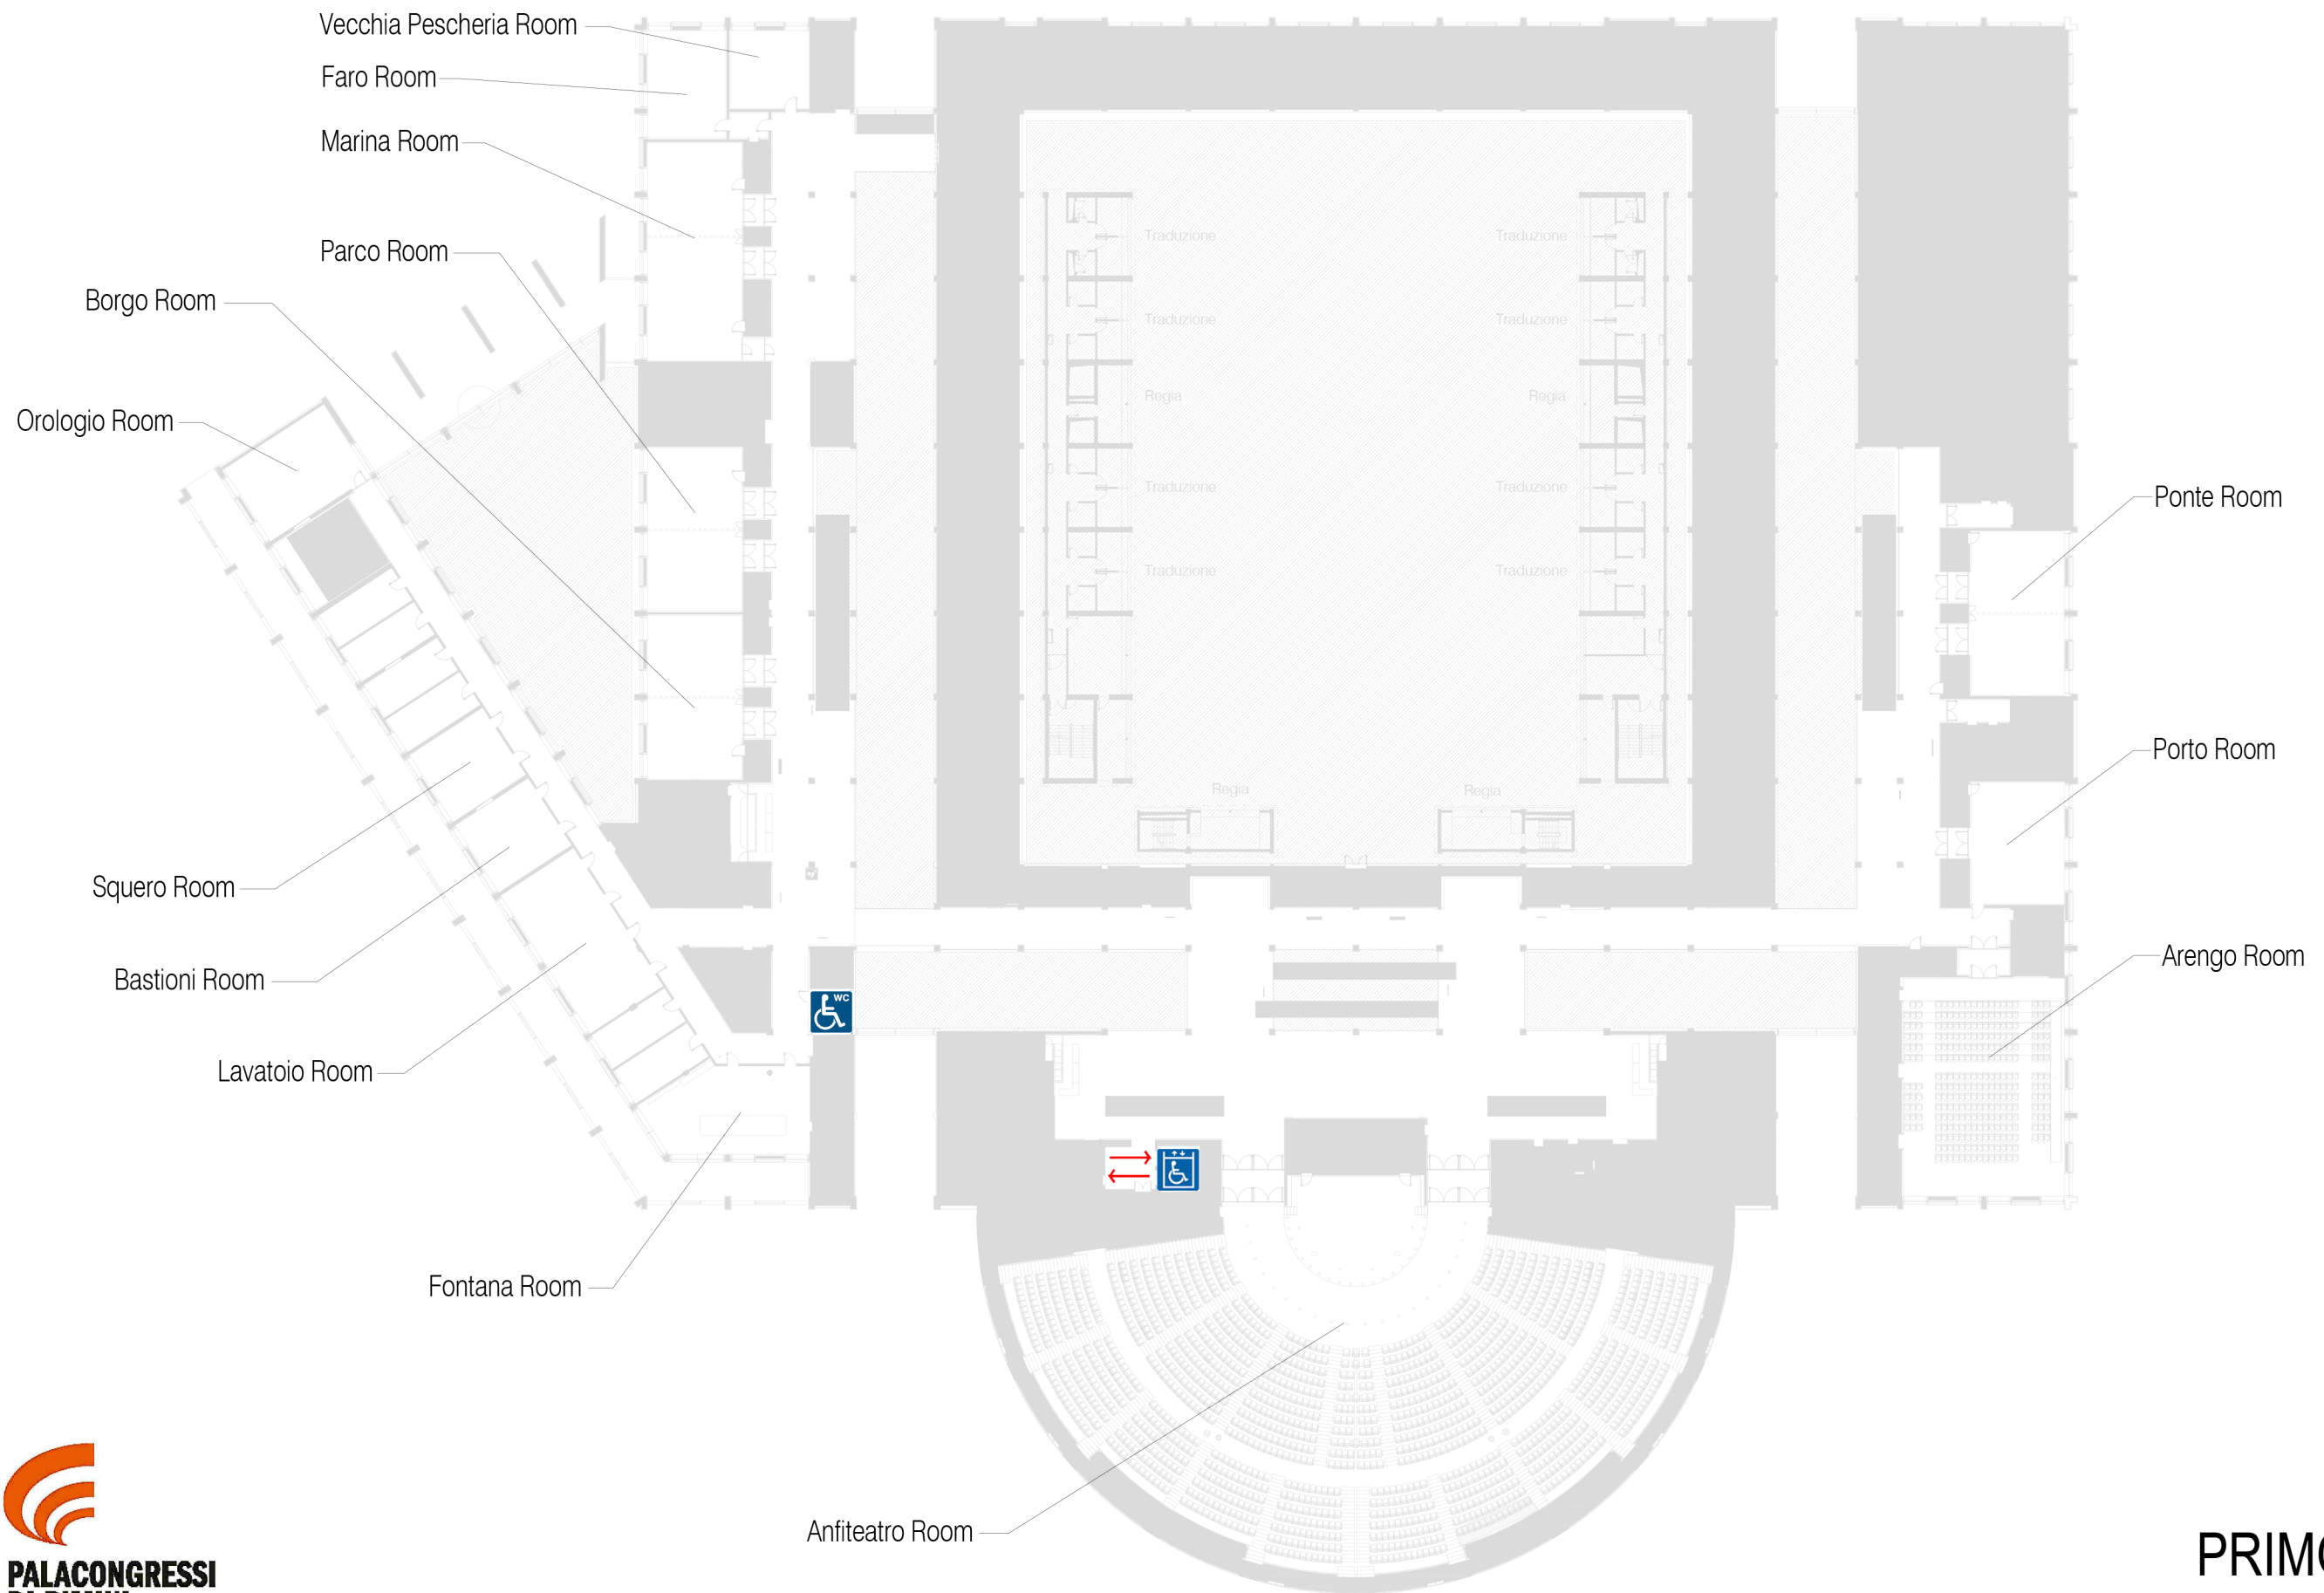 Vecchia Pescheria Room
Faro Room
Marina Room
Parco Room
Borgo Room
Orologio Room
Traduzione
Traduzione
Traduzione
Traduzione
Regia
Regia
Traduzione
Traduzione
Ponte Room
Traduzione
Traduzione
Porto Room
Regia
Regia
Squero Room
Arengo Room
Bastioni Room
WC
Lavatoio Room
Fontana Room
Anfiteatro Room
PALACONGRESSI
PRIMO